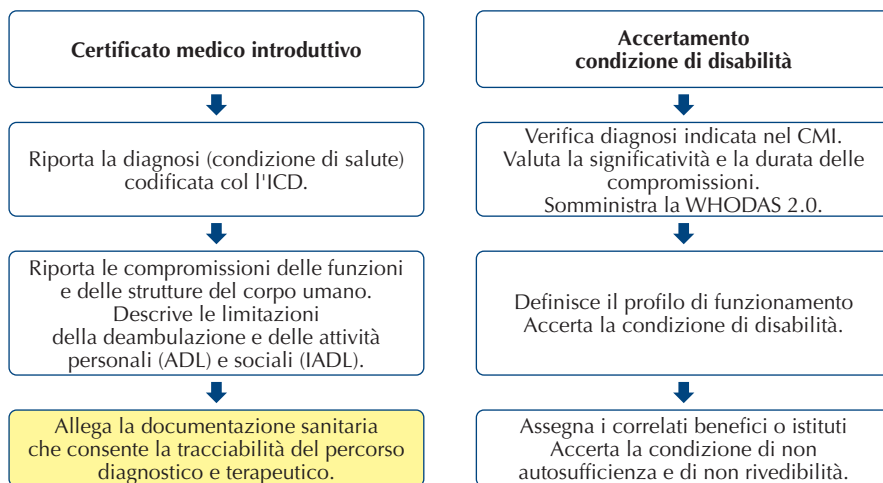 Certificato medico introduttivo
Riporta la diagnosi (condizione di salute)
codificata col l'ICD.
Riporta le compromissioni delle funzioni
e delle strutture del corpo umano.
Descrive le limitazioni
della deambulazione e delle attività
personali (ADL) e sociali (IADL).
Allega la documentazione sanitaria
che consente la tracciabilità del percorso
diagnostico e terapeutico.
Accertamento
condizione di disabilità
Verifica diagnosi indicata nel CMI.
Valuta la significatività e la durata delle
compromissioni.
Somministra la WHODAS 2.0.
Definisce il profilo di funzionamento
Accerta la condizione di disabilità.
Assegna i correlati benefici o istituti
Accerta la condizione di non
autosufficienza e di non rivedibilità.